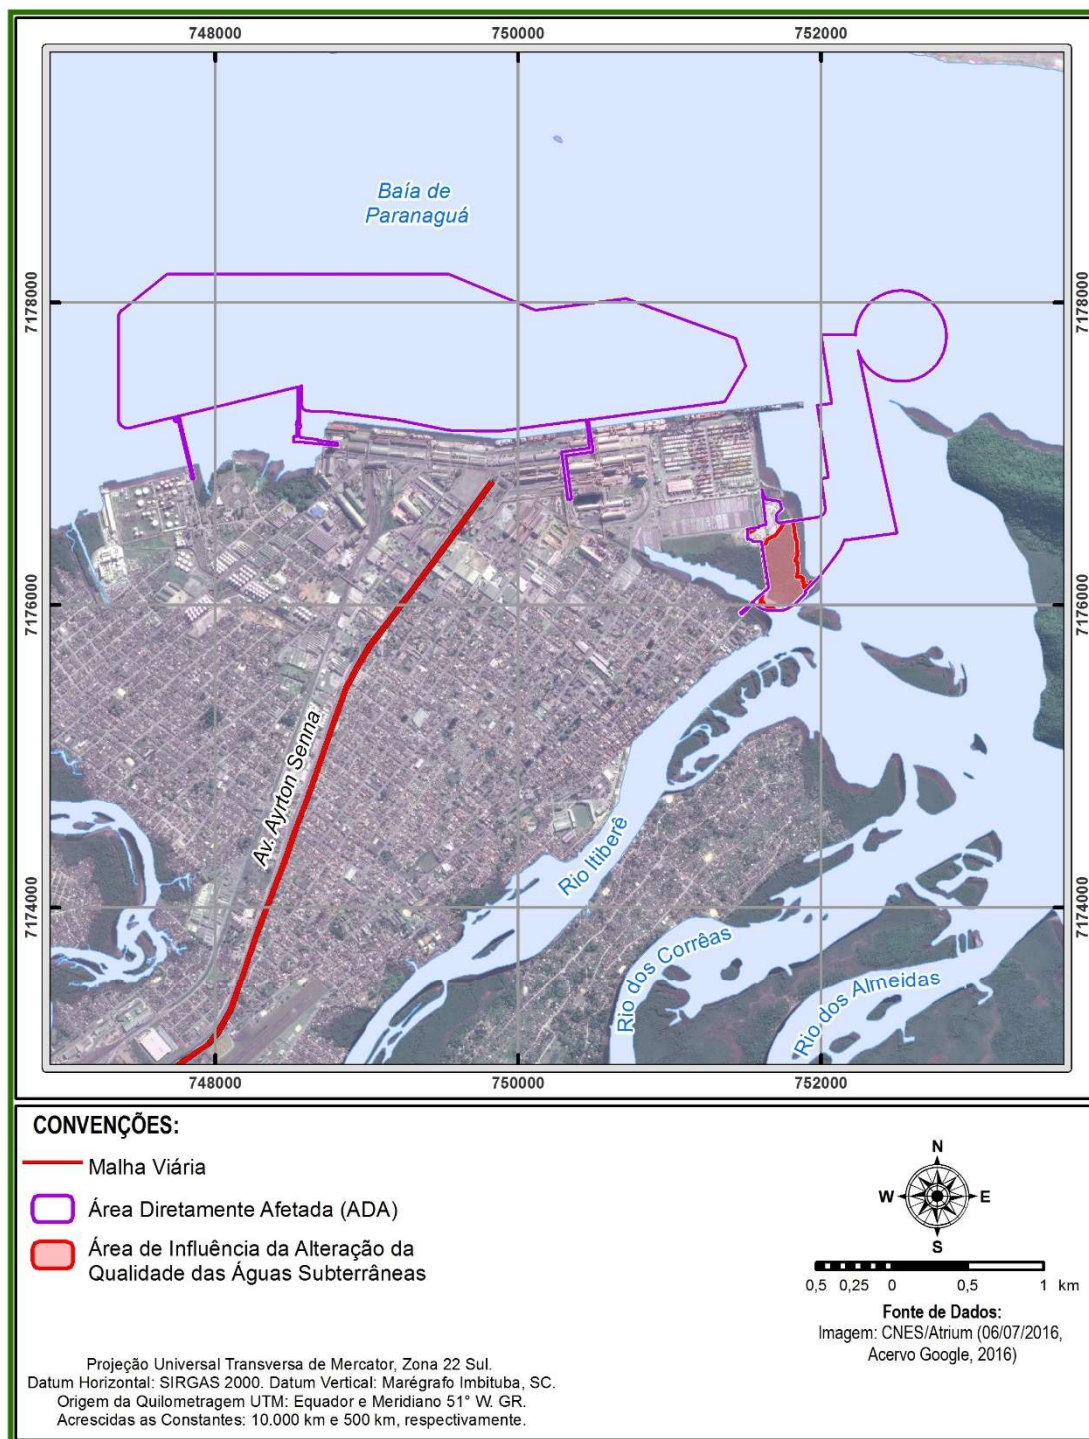 748000
750000
752000
Baía de
Paranaguá
7178000
7178000
7176000
7176000
Av. Ayrton Senna
Rio Itiberê
7174000
7174000
Rio dos Corrêas
Rio dos Almeidas
748000
750000
752000
CONVENÇÕES:
Malha Viária
Área Diretamente Afetada (ADA)
Área de Influência da Alteração da
Qualidade das Águas Subterrâneas
N
W
E
S
0,5 0,25 0 0,5 1 km
Fonte de Dados:
Imagem: CNES/Atrium (06/07/2016,
Acervo Google, 2016)
Projeção Universal Transversa de Mercator, Zona 22 Sul.
Datum Horizontal: SIRGAS 2000. Datum Vertical: Marégrafo Imbituba, SC.
Origem da Quilometragem UTM: Equador e Meridiano 51° W. GR.
Acrescidas as Constantes: 10.000 km e 500 km, respectivamente.